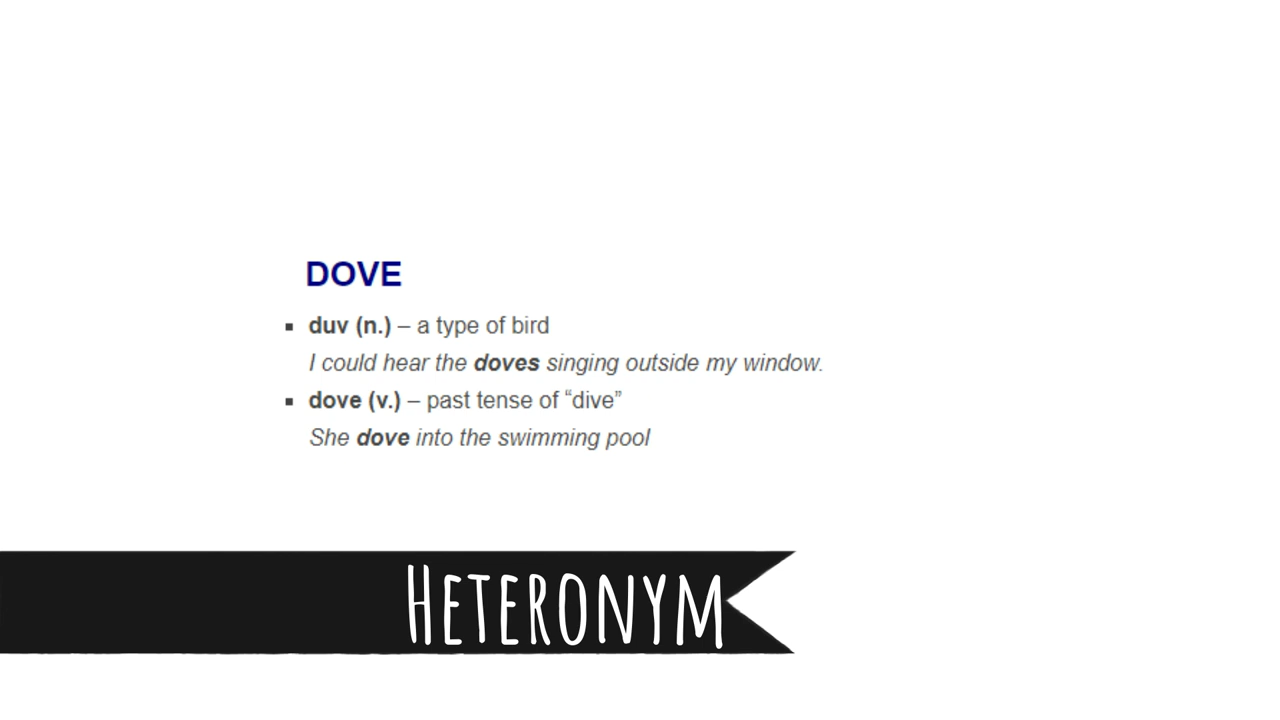 DOVE
▪ duv (n.) – a type of bird
I could hear the doves singing outside my window.
▪ dove (v.) – past tense of “dive”
She dove into the swimming pool
HETERONYM